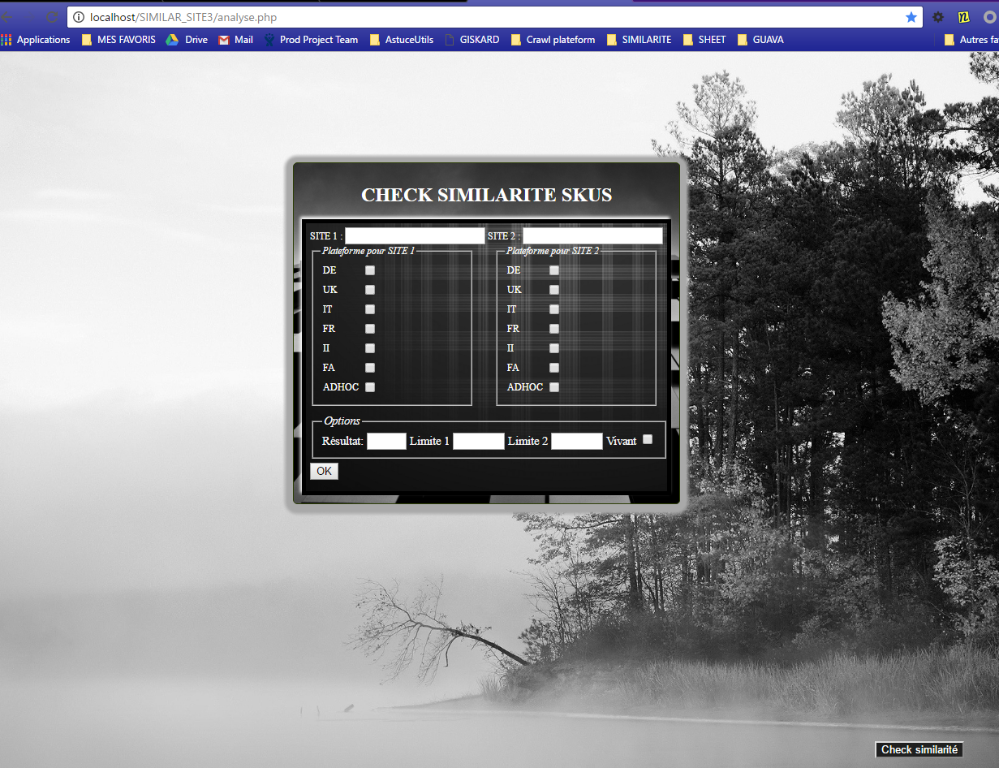 localhost/SIMILAR_SITE3/analyse.php
Applications MES FAVORIS Drive Mail Prod Project Team AstuceUtils GISKARD Crawl plateform SIMILARITE SHEET GUAVA Autres fa
CHECK SIMILARITE SKUS
SITE 1 : SITE 2 :
Plateforme pour SITE 1 Plateforme pour SITE 2
DE DE
UK UK
IT IT
FR FR
II II
FA FA
ADHOC ADHOC
Options
Résultat: Limite 1 Limite 2 Vivant
OK
Check similarité